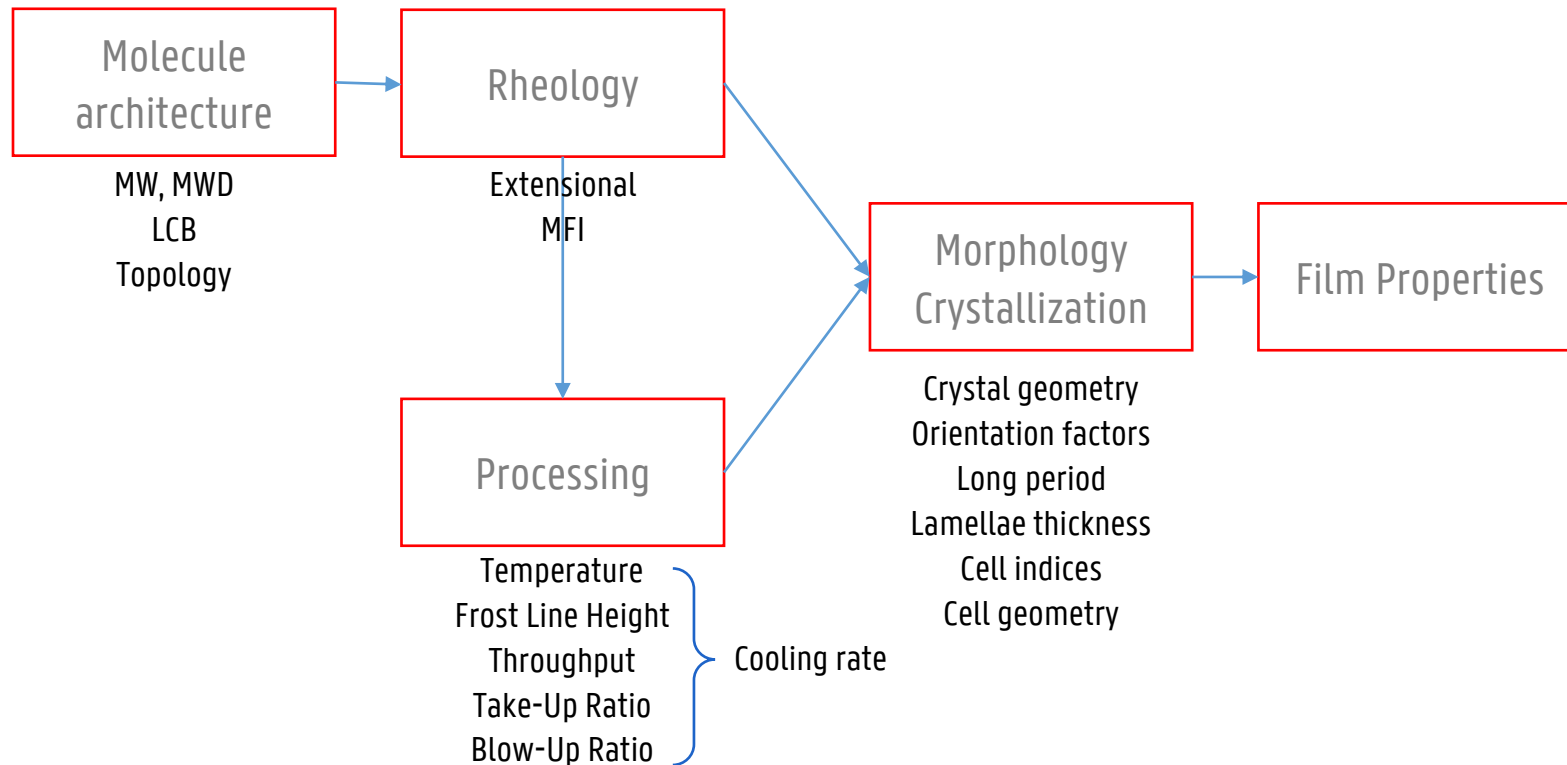 Molecule
architecture
MW, MWD
LCB
Topology
Rheology
Extensional
MFI
Processing
Temperature
Frost Line Height
Throughput
Take-Up Ratio
Blow-Up Ratio
Cooling rate
Morphology
Crystallization
Crystal geometry
Orientation factors
Long period
Lamellae thickness
Cell indices
Cell geometry
Film Properties